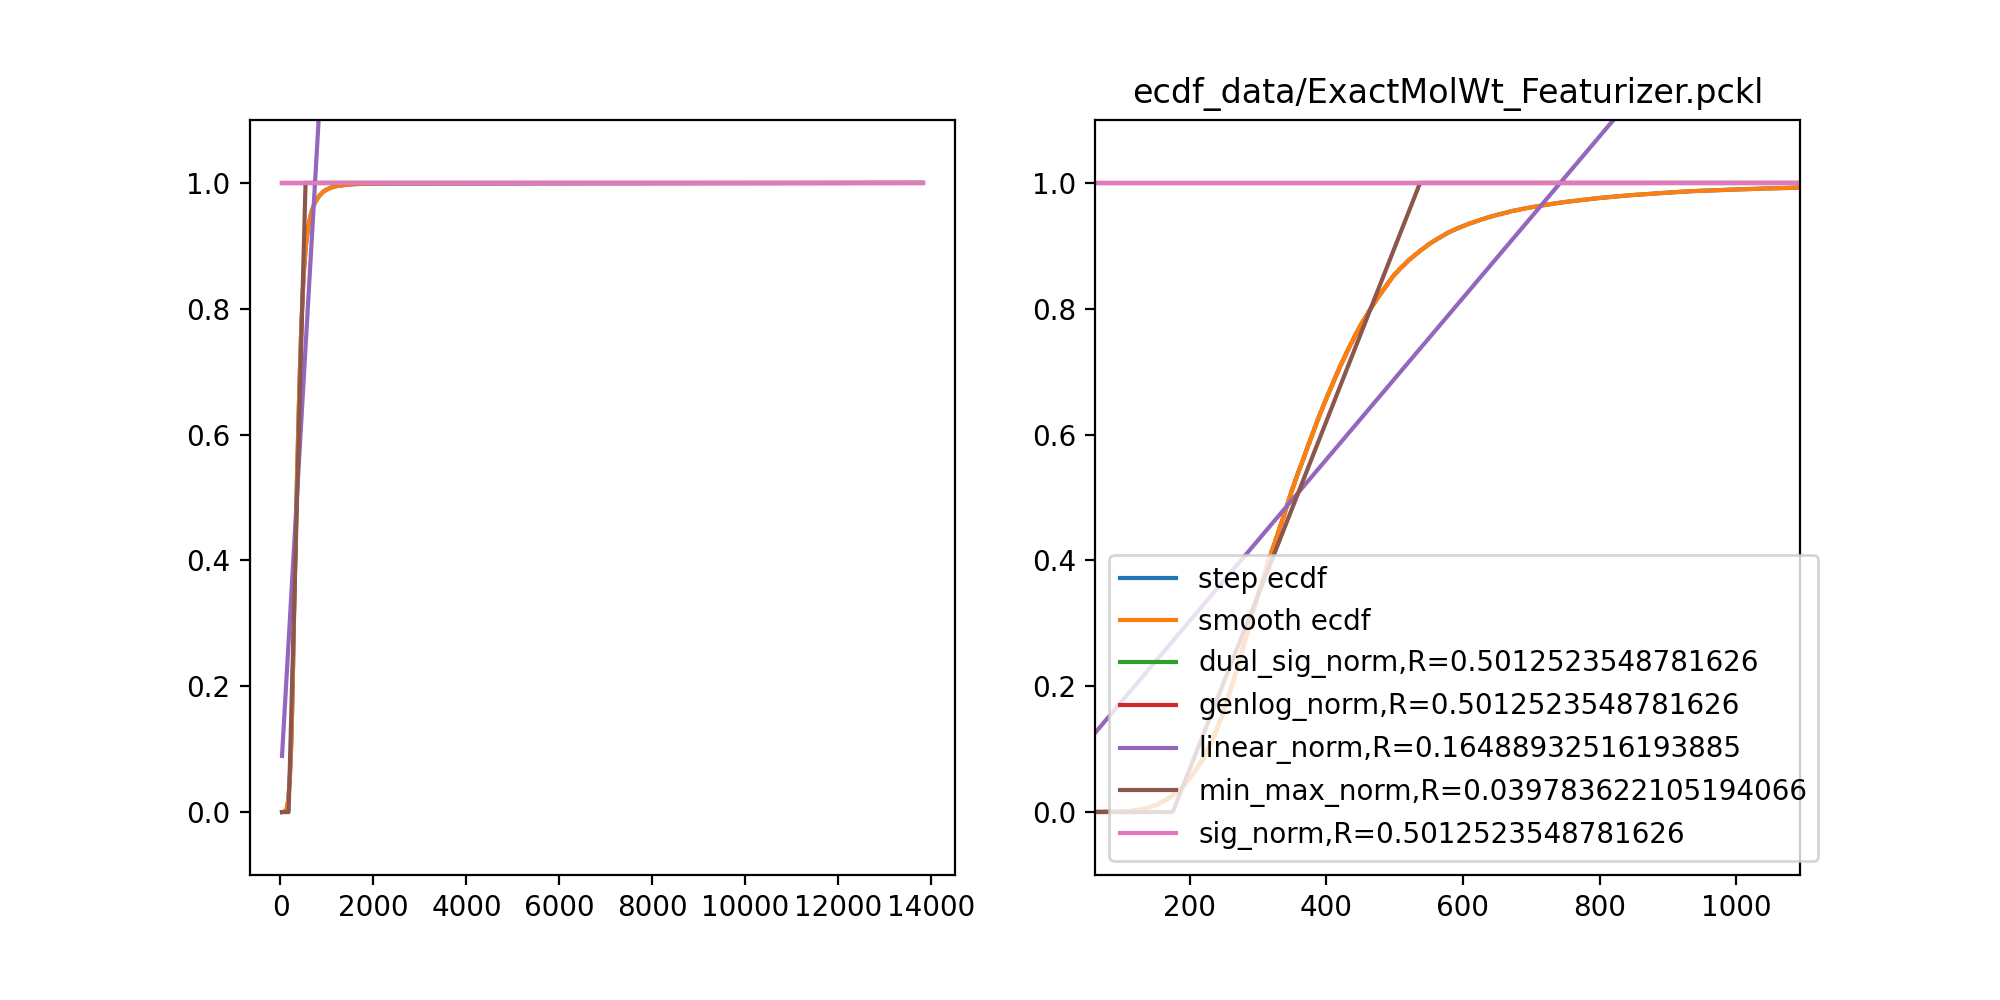 ecdf_data/ExactMolWt_Featurizer.pckl
1.0
0.8
0.6
0.4
0.2
0.0
0 2000 4000 6000 8000 10000 12000 14000
1.0
0.8
0.6
0.4
0.2
0.0
step ecdf
smooth ecdf
dual_sig_norm,R=0.5012523548781626
genlog_norm,R=0.5012523548781626
linear_norm,R=0.16488932516193885
min_max_norm,R=0.039783622105194066
sig_norm,R=0.5012523548781626
200 400 600 800 1000